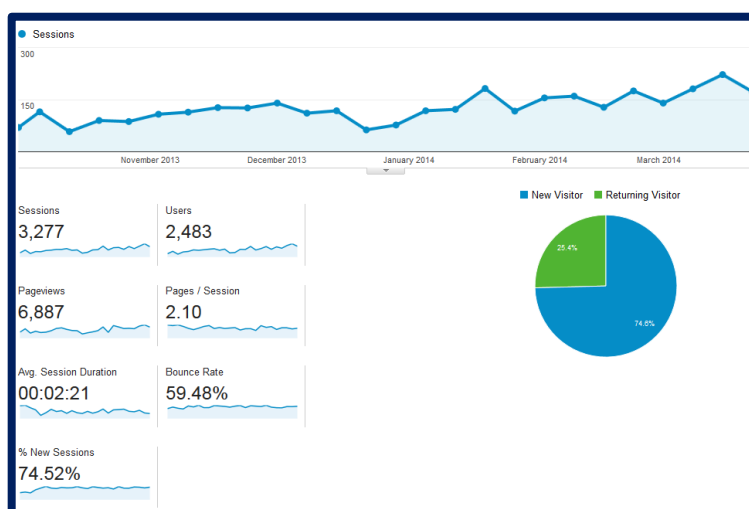 Sessions
300
150
November 2013 December 2013 January 2014 February 2014 March 2014
New Visitor Returning Visitor
Sessions Users
3,277 2,483
25.4%
74.6%
Pageviews Pages / Session
6,887 2.10
Avg. Session Duration Bounce Rate
00:02:21 59.48%
% New Sessions
74.52%